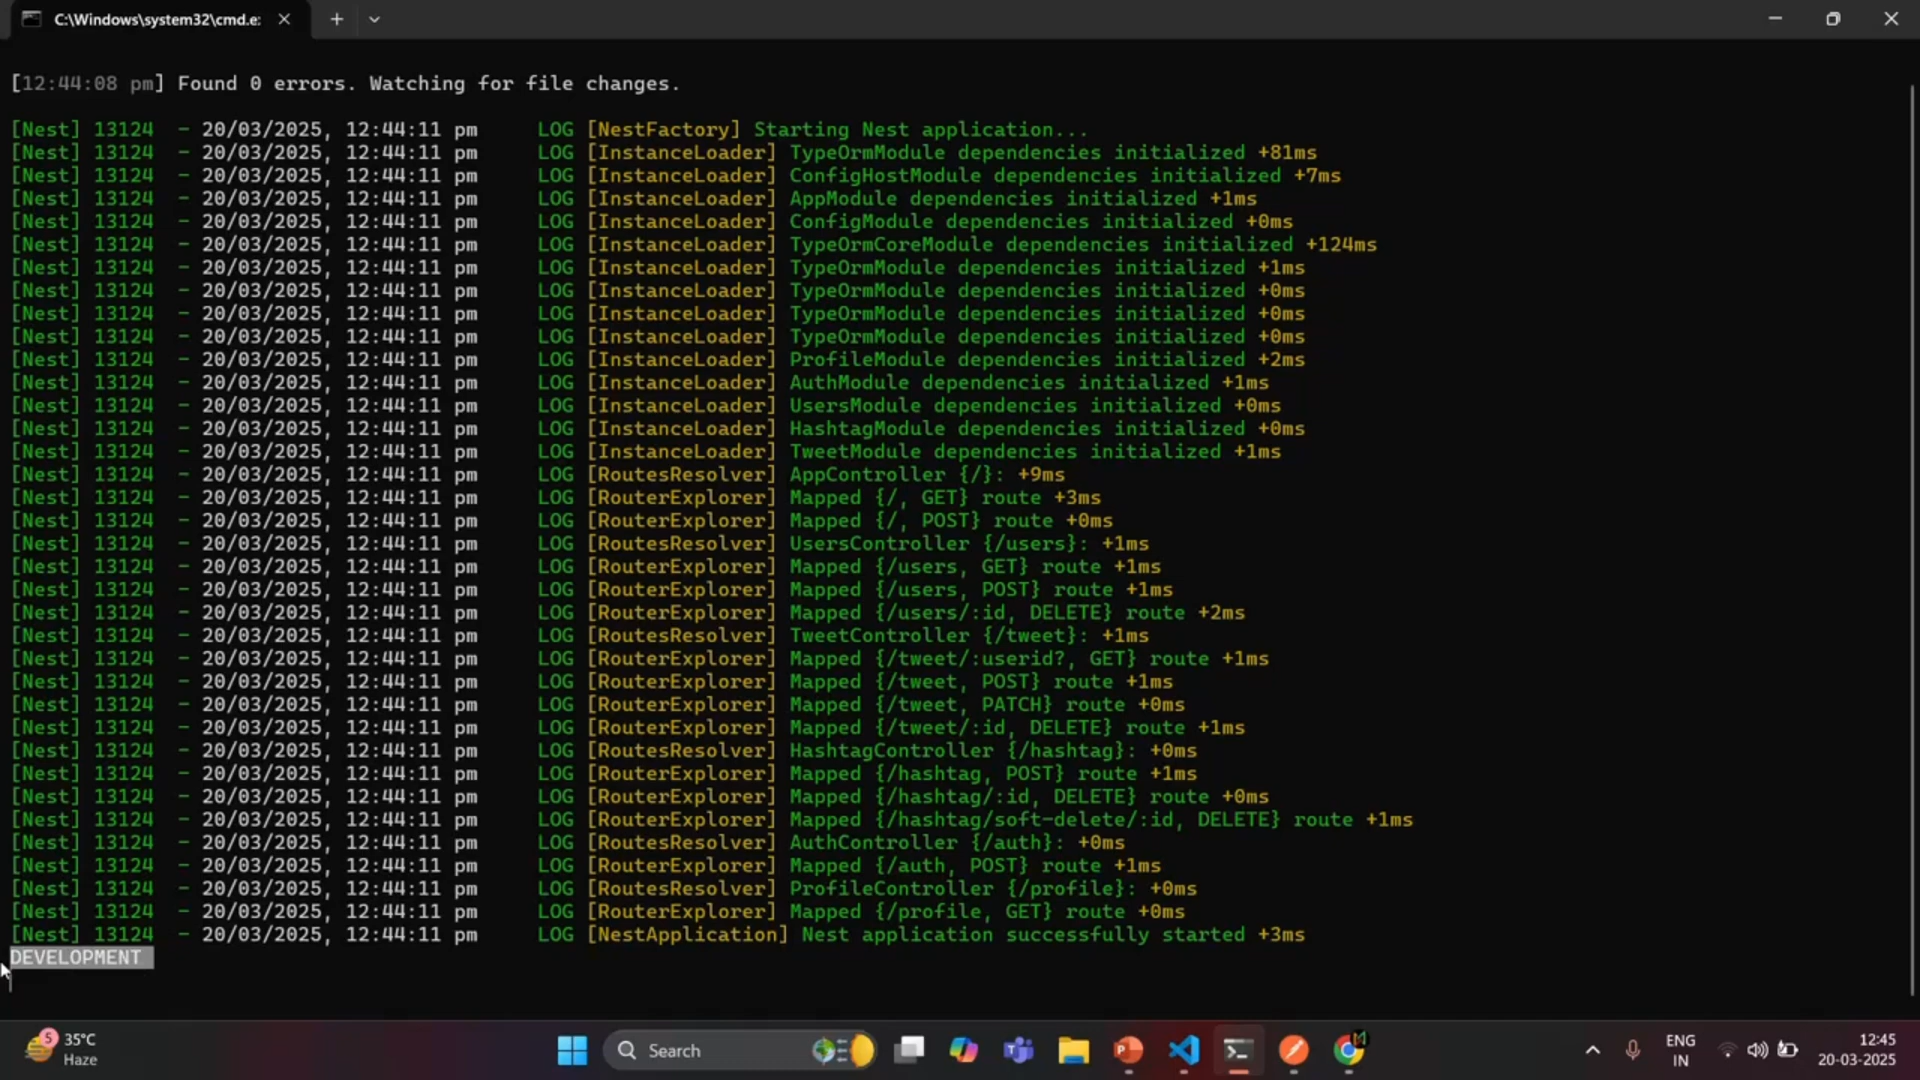 C:\Windows\system32\cmd.e:
[12:44:08 pm] Found 0 errors. Watching for file changes.
[Nest] 13124  - 20/03/2025, 12:44:11 pm     LOG [NestFactory] Starting Nest application...
[Nest] 13124  - 20/03/2025, 12:44:11 pm     LOG [InstanceLoader] TypeOrmModule dependencies initialized +81ms
[Nest] 13124  - 20/03/2025, 12:44:11 pm     LOG [InstanceLoader] ConfigHostModule dependencies initialized +7ms
[Nest] 13124  - 20/03/2025, 12:44:11 pm     LOG [InstanceLoader] AppModule dependencies initialized +1ms
[Nest] 13124  - 20/03/2025, 12:44:11 pm     LOG [InstanceLoader] ConfigModule dependencies initialized +0ms
[Nest] 13124  - 20/03/2025, 12:44:11 pm     LOG [InstanceLoader] TypeOrmCoreModule dependencies initialized +124ms
[Nest] 13124  - 20/03/2025, 12:44:11 pm     LOG [InstanceLoader] TypeOrmModule dependencies initialized +1ms
[Nest] 13124  - 20/03/2025, 12:44:11 pm     LOG [InstanceLoader] TypeOrmModule dependencies initialized +0ms
[Nest] 13124  - 20/03/2025, 12:44:11 pm     LOG [InstanceLoader] TypeOrmModule dependencies initialized +0ms
[Nest] 13124  - 20/03/2025, 12:44:11 pm     LOG [InstanceLoader] TypeOrmModule dependencies initialized +0ms
[Nest] 13124  - 20/03/2025, 12:44:11 pm     LOG [InstanceLoader] ProfileModule dependencies initialized +2ms
[Nest] 13124  - 20/03/2025, 12:44:11 pm     LOG [InstanceLoader] AuthModule dependencies initialized +1ms
[Nest] 13124  - 20/03/2025, 12:44:11 pm     LOG [InstanceLoader] UsersModule dependencies initialized +0ms
[Nest] 13124  - 20/03/2025, 12:44:11 pm     LOG [InstanceLoader] HashtagModule dependencies initialized +0ms
[Nest] 13124  - 20/03/2025, 12:44:11 pm     LOG [InstanceLoader] TweetModule dependencies initialized +1ms
[Nest] 13124  - 20/03/2025, 12:44:11 pm     LOG [RoutesResolver] AppController {/}: +9ms
[Nest] 13124  - 20/03/2025, 12:44:11 pm     LOG [RouterExplorer] Mapped {/, GET} route +3ms
[Nest] 13124  - 20/03/2025, 12:44:11 pm     LOG [RouterExplorer] Mapped {/, POST} route +0ms
[Nest] 13124  - 20/03/2025, 12:44:11 pm     LOG [RoutesResolver] UsersController {/users}: +1ms
[Nest] 13124  - 20/03/2025, 12:44:11 pm     LOG [RouterExplorer] Mapped {/users, GET} route +1ms
[Nest] 13124  - 20/03/2025, 12:44:11 pm     LOG [RouterExplorer] Mapped {/users, POST} route +1ms
[Nest] 13124  - 20/03/2025, 12:44:11 pm     LOG [RouterExplorer] Mapped {/users/:id, DELETE} route +2ms
[Nest] 13124  - 20/03/2025, 12:44:11 pm     LOG [RoutesResolver] TweetController {/tweet}: +1ms
[Nest] 13124  - 20/03/2025, 12:44:11 pm     LOG [RouterExplorer] Mapped {/tweet/:userid?, GET} route +1ms
[Nest] 13124  - 20/03/2025, 12:44:11 pm     LOG [RouterExplorer] Mapped {/tweet, POST} route +1ms
[Nest] 13124  - 20/03/2025, 12:44:11 pm     LOG [RouterExplorer] Mapped {/tweet, PATCH} route +0ms
[Nest] 13124  - 20/03/2025, 12:44:11 pm     LOG [RouterExplorer] Mapped {/tweet/:id, DELETE} route +1ms
[Nest] 13124  - 20/03/2025, 12:44:11 pm     LOG [RoutesResolver] HashtagController {/hashtag}: +0ms
[Nest] 13124  - 20/03/2025, 12:44:11 pm     LOG [RouterExplorer] Mapped {/hashtag, POST} route +1ms
[Nest] 13124  - 20/03/2025, 12:44:11 pm     LOG [RouterExplorer] Mapped {/hashtag/:id, DELETE} route +0ms
[Nest] 13124  - 20/03/2025, 12:44:11 pm     LOG [RouterExplorer] Mapped {/hashtag/soft-delete/:id, DELETE} route +1ms
[Nest] 13124  - 20/03/2025, 12:44:11 pm     LOG [RoutesResolver] AuthController {/auth}: +0ms
[Nest] 13124  - 20/03/2025, 12:44:11 pm     LOG [RouterExplorer] Mapped {/auth, POST} route +1ms
[Nest] 13124  - 20/03/2025, 12:44:11 pm     LOG [RoutesResolver] ProfileController {/profile}: +0ms
[Nest] 13124  - 20/03/2025, 12:44:11 pm     LOG [RouterExplorer] Mapped {/profile, GET} route +0ms
[Nest] 13124  - 20/03/2025, 12:44:11 pm     LOG [NestApplication] Nest application successfully started +3ms
DEVELOPMENT
5
35°C
Haze
Search
ENG
IN
12:45
20-03-2025